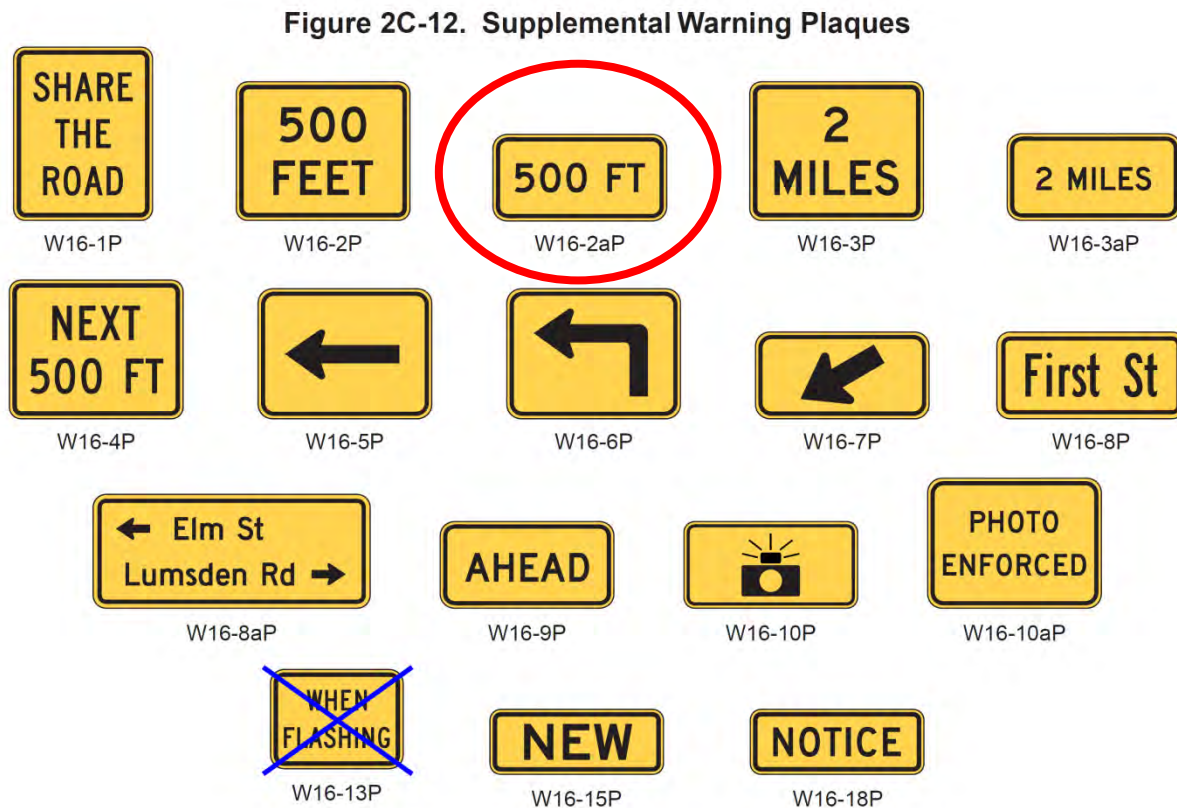 Figure 2C-12. Supplemental Warning Plaques
SHARE
THE
ROAD
W16-1P
500
FEET
W16-2P
500 FT
W16-2aP
2
MILES
W16-3P
2 MILES
W16-3aP
NEXT
500 FT
W16-4P
W16-5P
W16-6P
W16-7P
First St
W16-8P
Elm St
Lumsden Rd
W16-8aP
AHEAD
W16-9P
W16-10P
PHOTO
ENFORCED
W16-10aP
WHEN
FLASHING
W16-13P
NEW
W16-15P
NOTICE
W16-18P